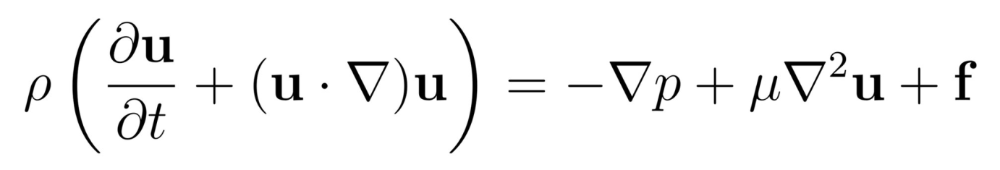 ρ(∂𝐮/∂t + (𝐮 · ∇)𝐮) = −∇p + μ∇²𝐮 + 𝐟